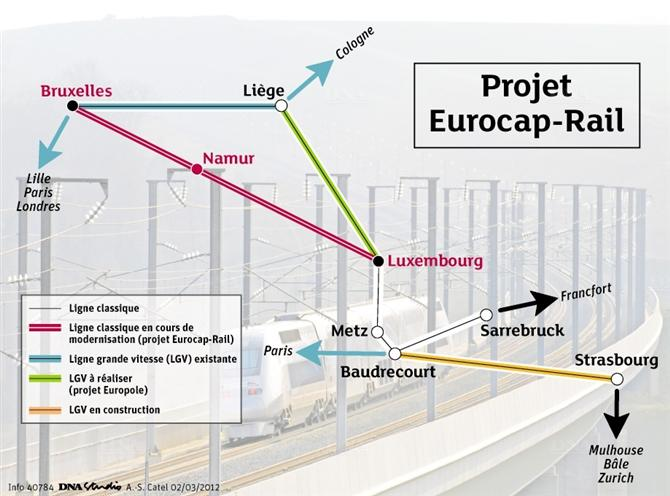 Cologne
Projet
Eurocap-Rail
Bruxelles
Liège
Namur
Lille
Paris
Londres
Luxembourg
Francfort
Metz
Sarrebruck
Paris
Baudrecourt
Strasbourg
Mulhouse
Bâle
Zurich
Ligne classique
Ligne classique en cours de
modernisation (projet Eurocap-Rail)
Ligne grande vitesse (LGV) existante
LGV à réaliser
(projet Europole)
LGV en construction
Info 40784 DNA Studio A.-S. Catel 02/03/2012